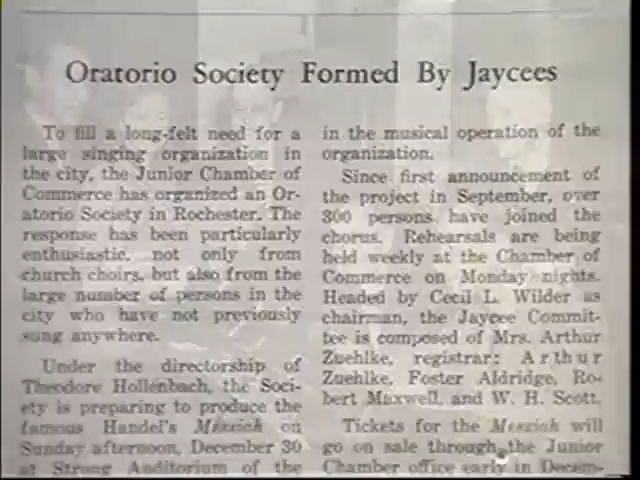 Oratorio Society Formed By Jaycees
To fill a long-felt need for a
large singing organization in
the city, the Junior Chamber of
Commerce has organized an Or-
atorio Society in Rochester. The
response has been particularly
enthusiastic, not only from
church choirs, but also from the
large number of persons in the
city who have not previously
sung anywhere.
Under the directorship of
Theodore Hollenbach, the Soci-
ety is preparing to produce the
famous Handel's Messiah on
Sunday afternoon, December 30
at Strong Auditorium of the
in the musical operation of the
organization.
Since first announcement of
the project in September, over
300 persons have joined the
chorus. Rehearsals are being
held weekly at the Chamber of
Commerce on Monday nights.
Headed by Cecil L. Wilder as
chairman, the Jaycee Commit-
tee is composed of Mrs. Arthur
Zuehlke, registrar: Arthur
Zuehlke, Foster Aldridge, Ro-
bert Maxwell, and W. H. Scott.
Tickets for the Messiah will
go on sale through the Junior
Chamber office early in Decem-